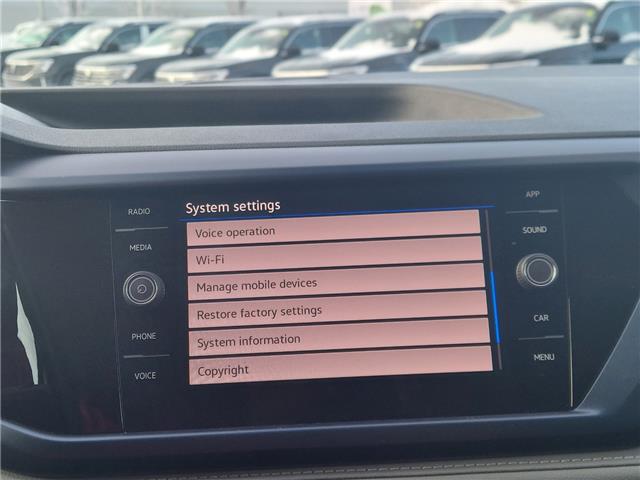 System settings
Voice operation
Wi-Fi
Manage mobile devices
Restore factory settings
System information
Copyright
RADIO
MEDIA
PHONE
VOICE
APP
SOUND
CAR
MENU